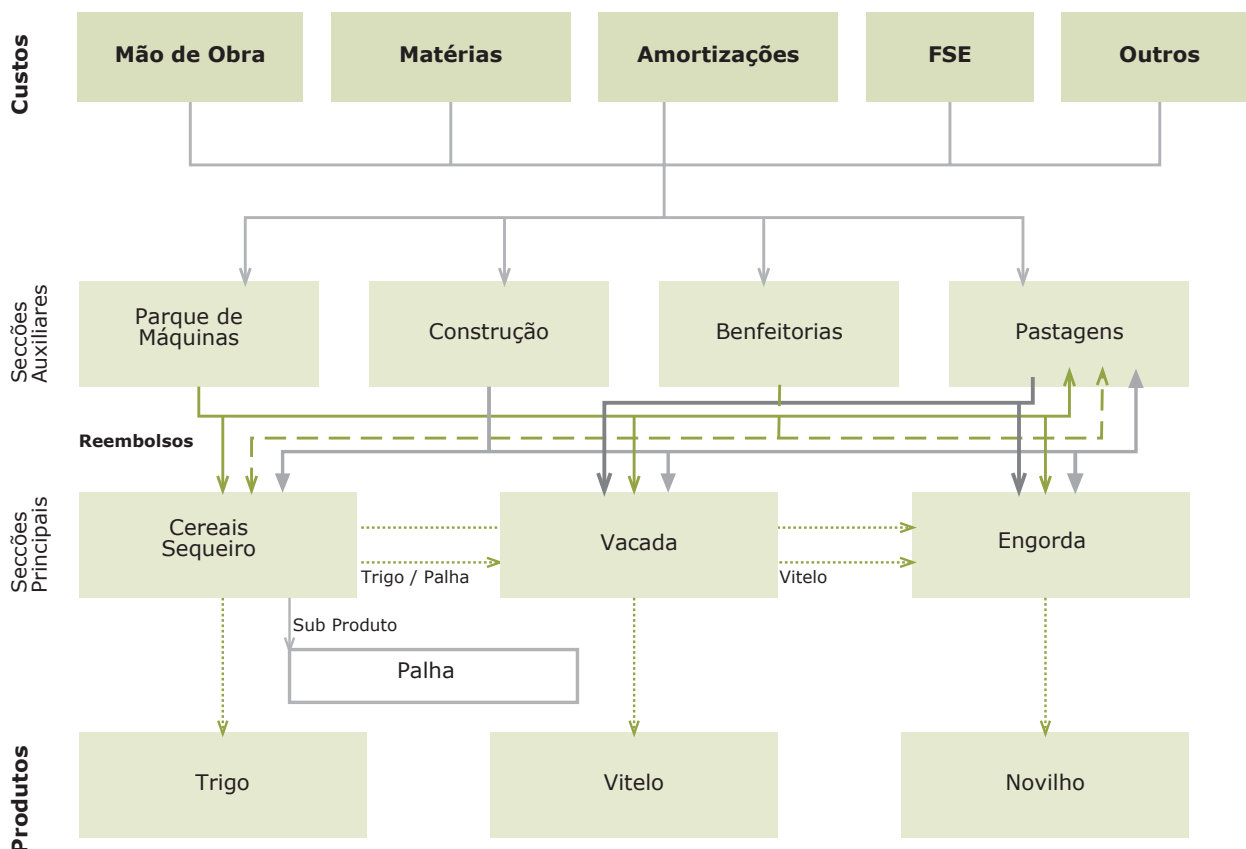 Custos
Mão de Obra
Matérias
Amortizações
FSE
Outros
Secções
Auxiliares
Parque de
Máquinas
Construção
Benfeitorias
Pastagens
Reembolsos
Secções
Principais
Cereais
Sequeiro
Trigo / Palha
Vacada
Vitelo
Engorda
Sub Produto
Palha
Produtos
Trigo
Vitelo
Novilho